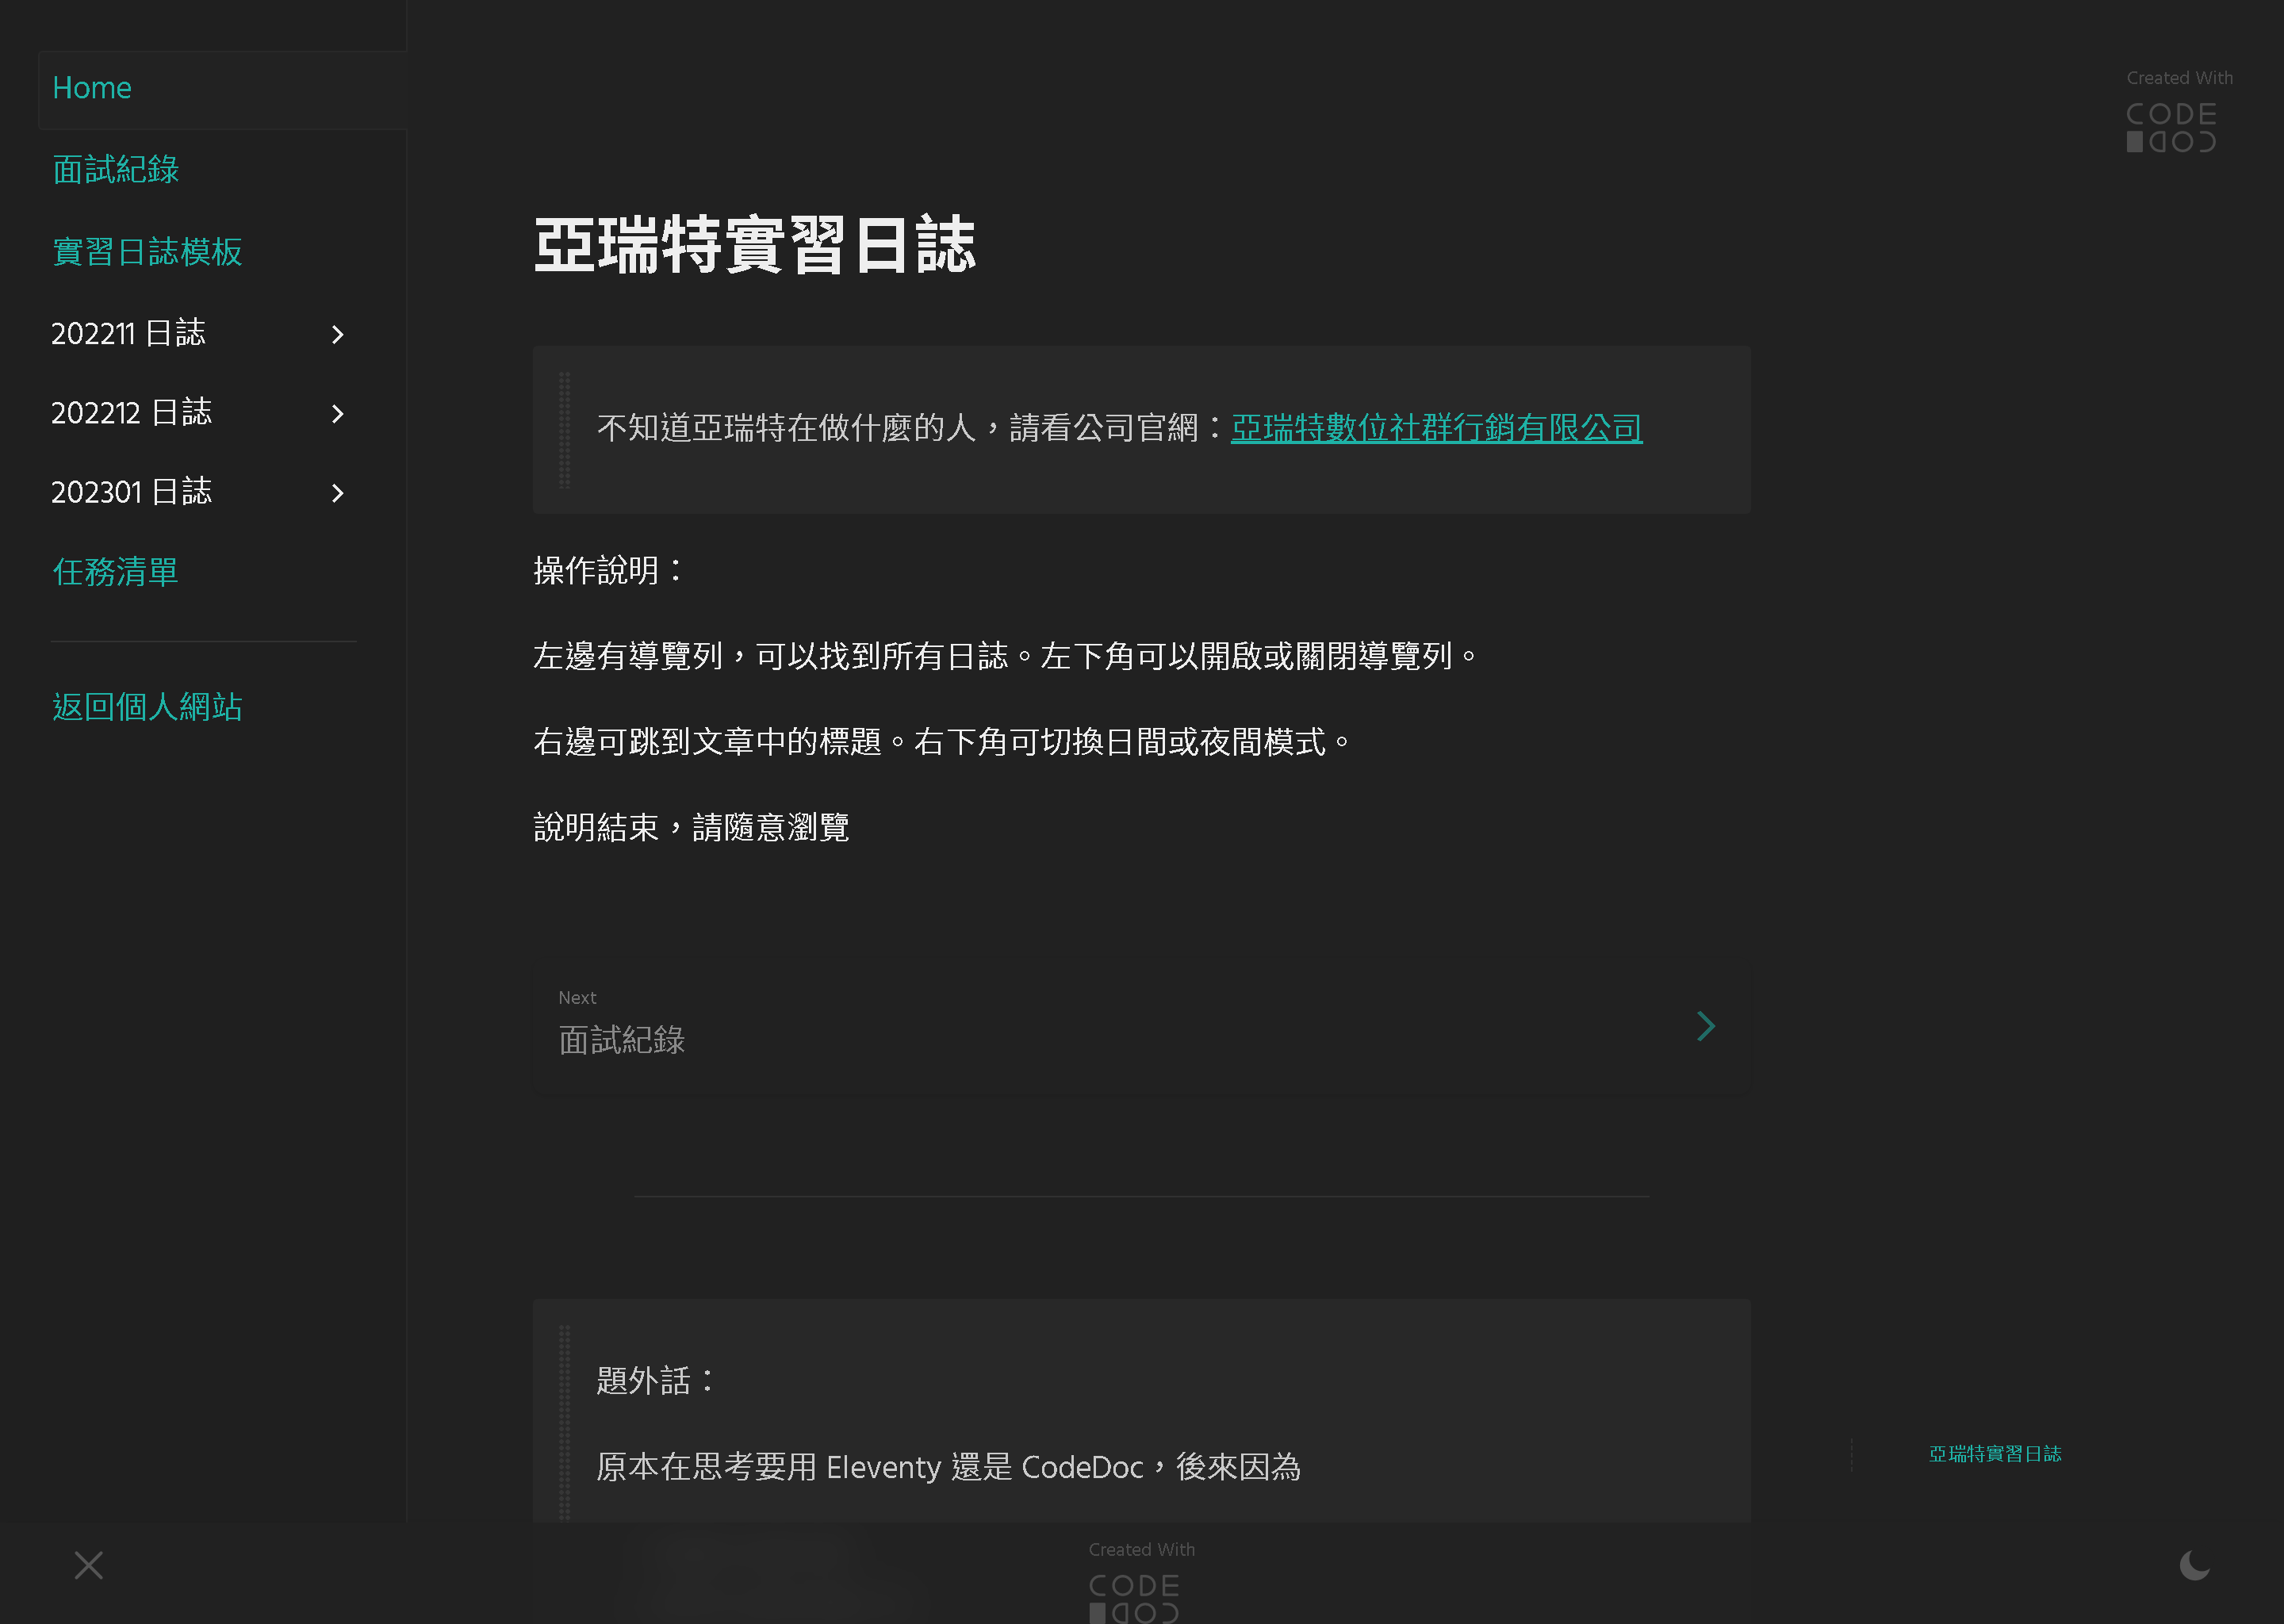 Home
面試紀錄
實習日誌模板
202211 日誌
202212 日誌
202301 日誌
任務清單
返回個人網站
Created With
CODE
DOC
亞瑞特實習日誌
不知道亞瑞特在做什麼的人，請看公司官網：亞瑞特數位社群行銷有限公司
操作說明：
左邊有導覽列，可以找到所有日誌。左下角可以開啟或關閉導覽列。
右邊可跳到文章中的標題。右下角可切換日間或夜間模式。
說明結束，請隨意瀏覽
Next
面試紀錄
題外話：
原本在思考要用 Eleventy 還是 CodeDoc，後來因為
亞瑞特實習日誌
Created With
CODE
DOC